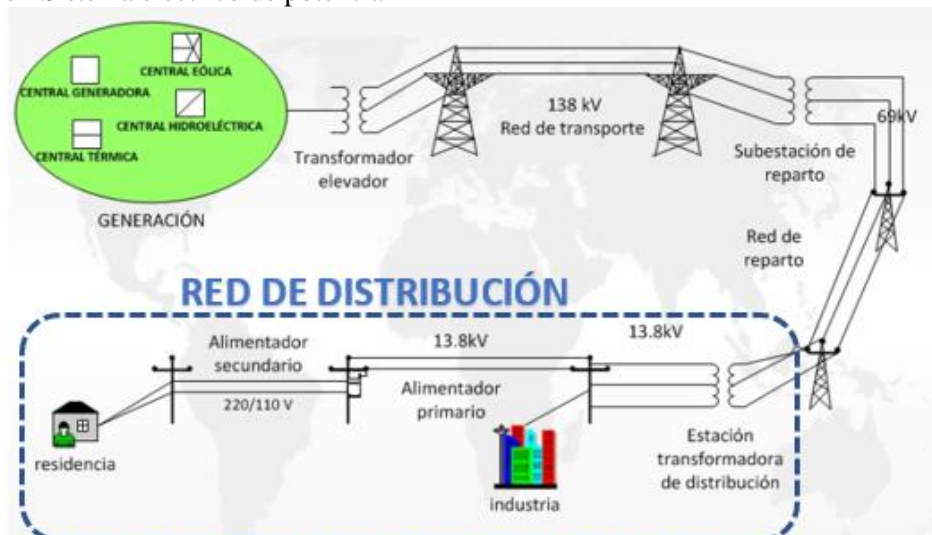 CENTRAL EÓLICA
CENTRAL GENERADORA
CENTRAL HIDROELÉCTRICA
CENTRAL TÉRMICA
GENERACIÓN
Transformador
elevador
138 kV
Red de transporte
Subestación de
reparto
69kV
Red de
reparto
RED DE DISTRIBUCIÓN
Alimentador
secundario
220/110 V
13.8kV
Alimentador
primario
13.8kV
Estación
transformadora
de distribución
residencia
industria